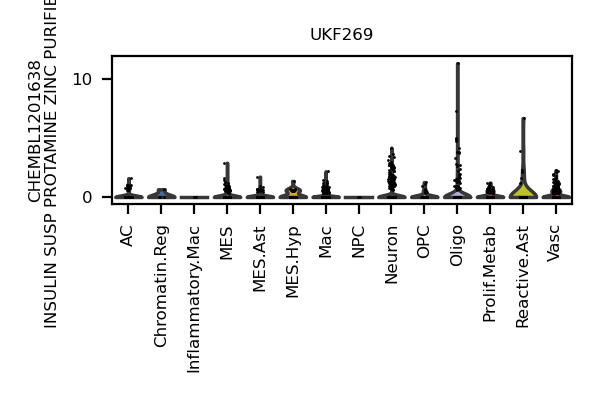 UKF269
CHEMBL1201638
INSULIN SUSP PROTAMINE ZINC
10
0
AC
Chromatin.Reg
Inflammatory.Mac
MES
MES.Ast
MES.Hyp
Mac
NPC
Neuron
OPC
Oligo
Prolif.Metab
Reactive.Ast
Vasc